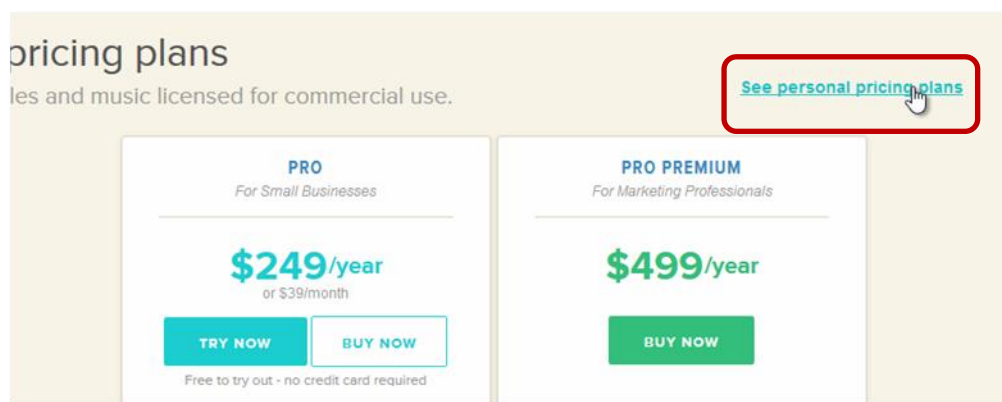 pricing plans
les and music licensed for commercial use.
See personal pricing plans
PRO
For Small Businesses
$249/year
or $39/month
TRY NOW
BUY NOW
Free to try out - no credit card required
PRO PREMIUM
For Marketing Professionals
$499/year
BUY NOW